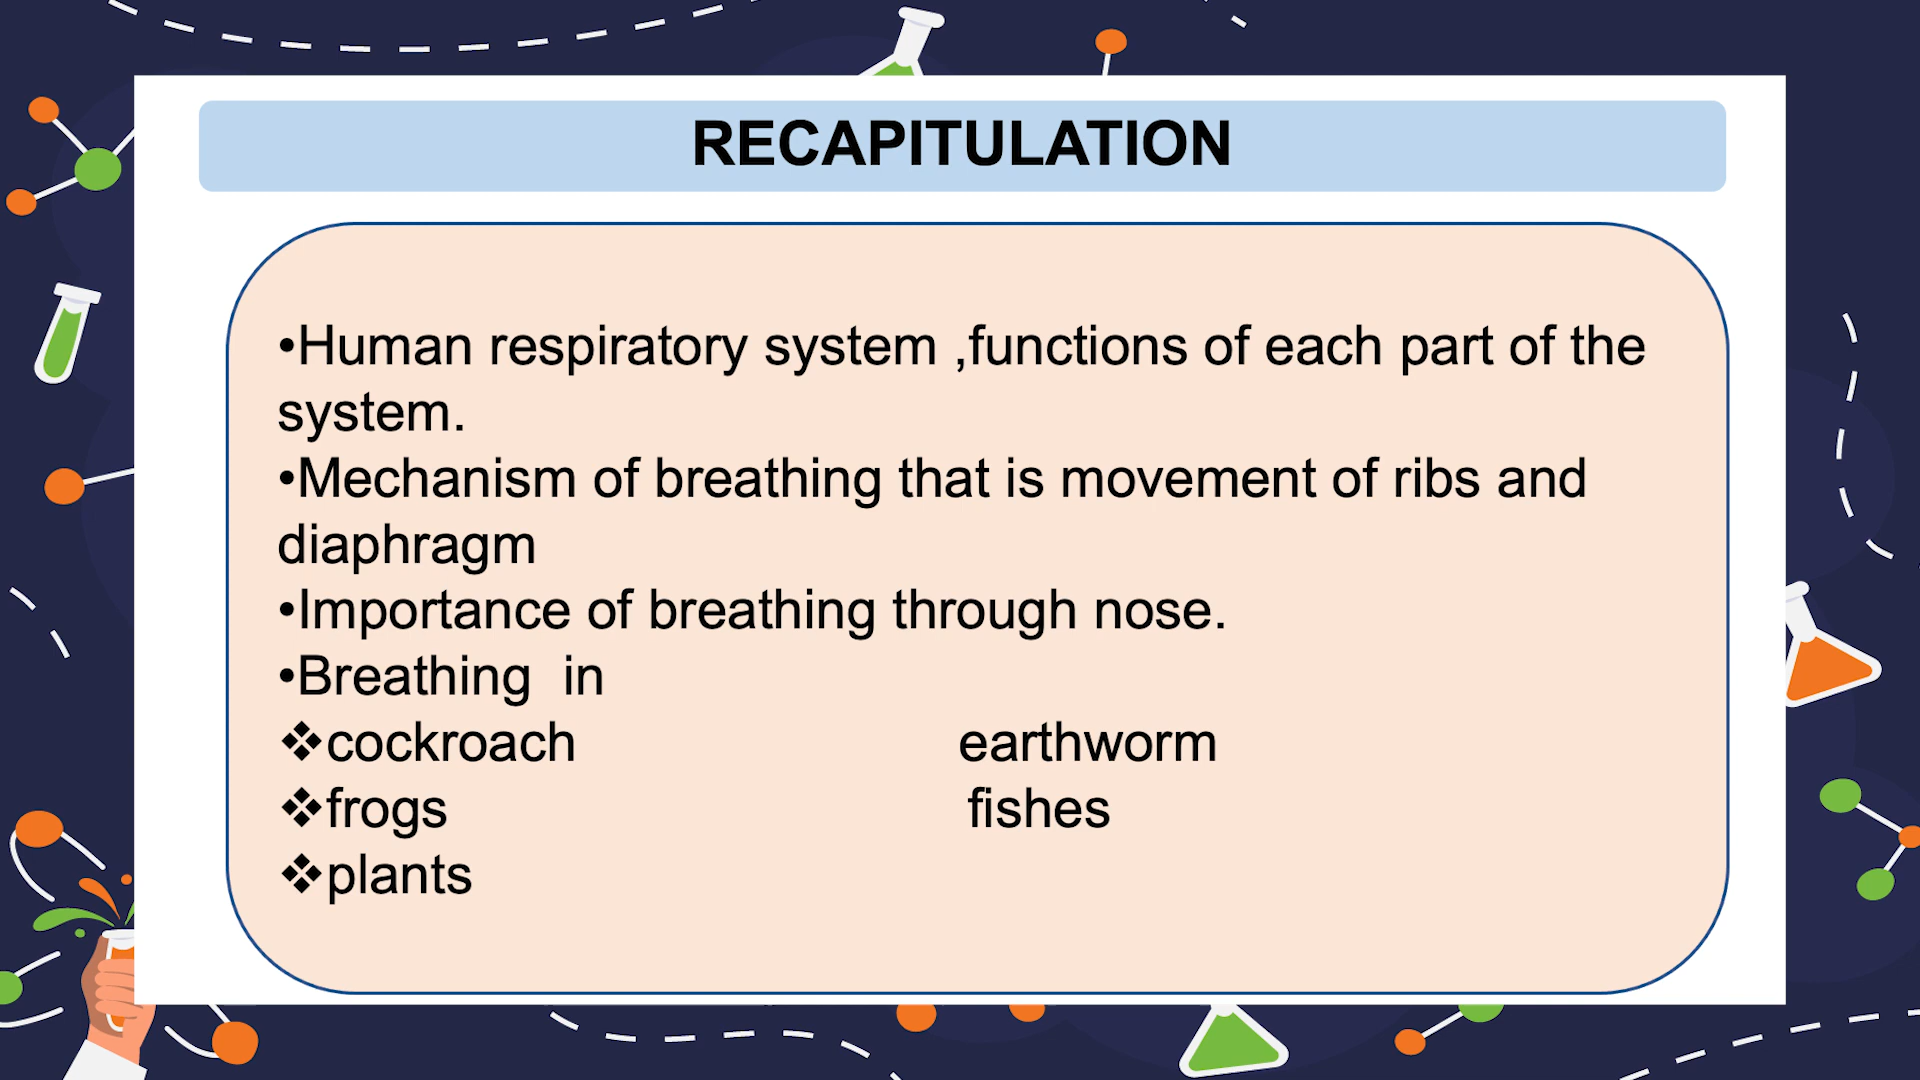 RECAPITULATION
•Human respiratory system ,functions of each part of the
system.
•Mechanism of breathing that is movement of ribs and
diaphragm
•Importance of breathing through nose.
•Breathing  in
❖cockroach earthworm
❖frogs fishes
❖plants